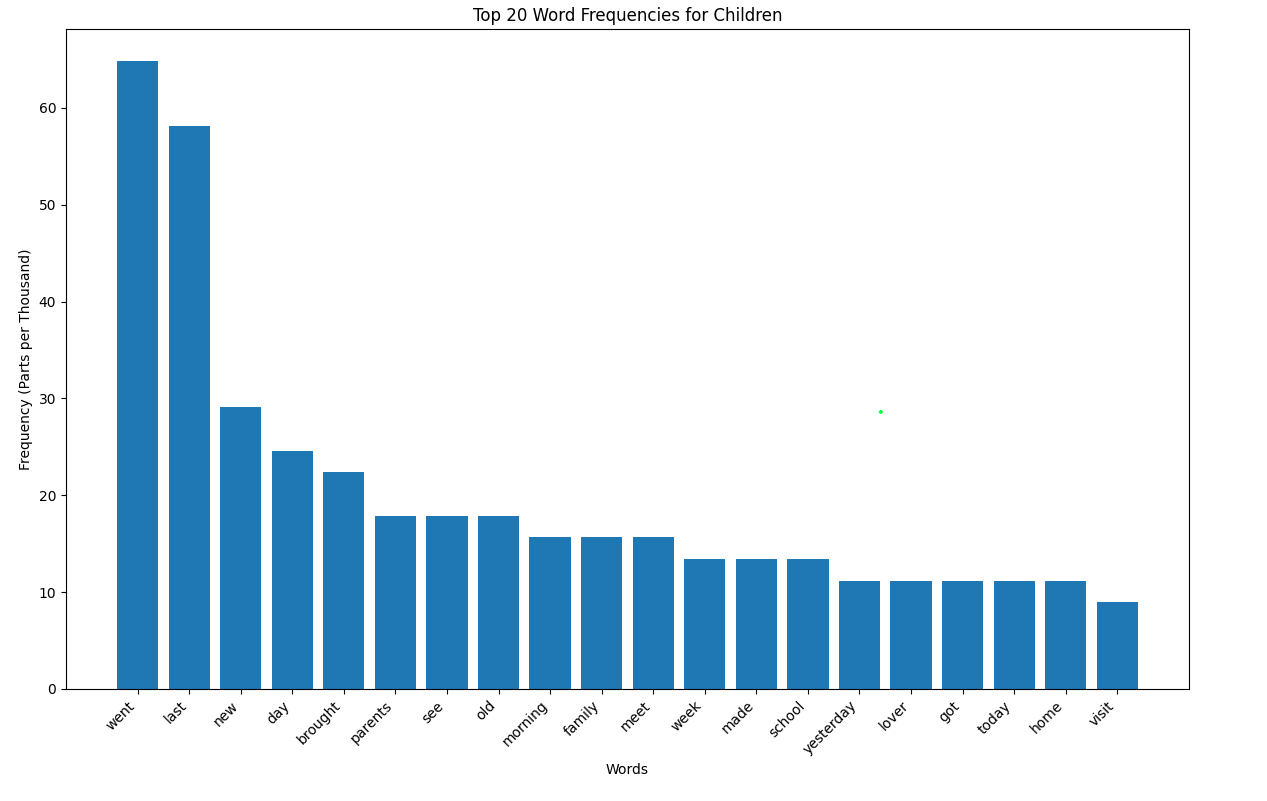 Top 20 Word Frequencies for Children
Frequency (Parts per Thousand)
60
50
40
30
20
10
0
went
last
new
day
brought
parents
see
old
morning
family
meet
week
made
school
yesterday
lover
got
today
home
visit
Words